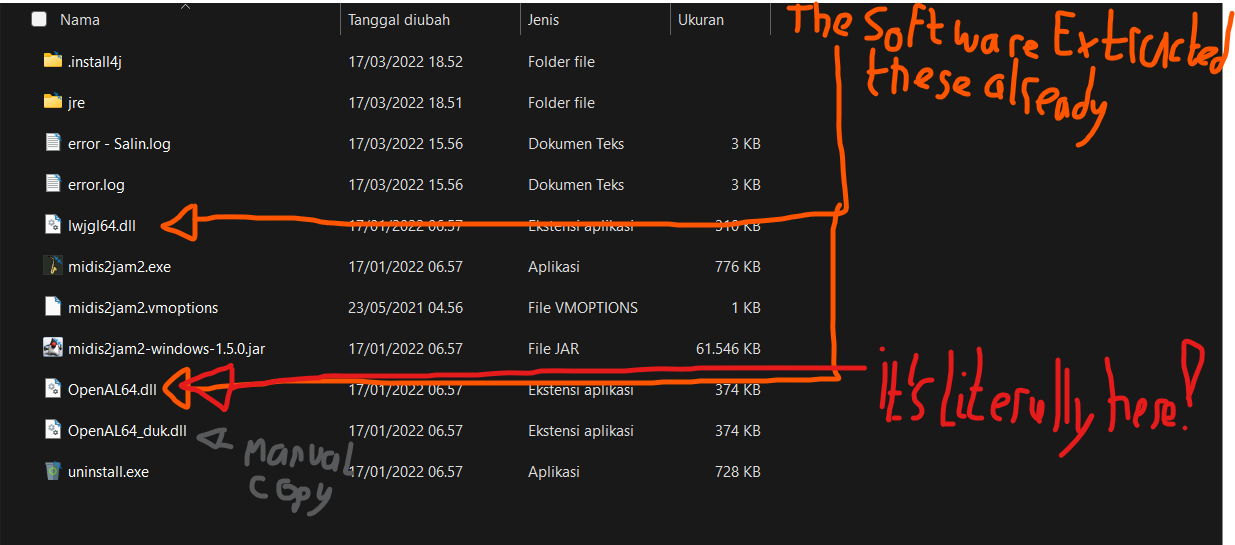 Nama Tanggal diubah Jenis Ukuran
The Software Extracted
these already
.install4j 17/03/2022 18.52 Folder file
jre 17/03/2022 18.51 Folder file
error - Salin.log 17/03/2022 15.56 Dokumen Teks 3 KB
error.log 17/03/2022 15.56 Dokumen Teks 3 KB
lwjgl64.dll 17/01/2022 06.57 Ekstensi aplikasi 310 KB
midis2jam2.exe 17/01/2022 06.57 Aplikasi 776 KB
midis2jam2.vmoptions 23/05/2021 04.56 File VMOPTIONS 1 KB
midis2jam2-windows-1.5.0.jar 17/01/2022 06.57 File JAR 61.546 KB
OpenAL64.dll 17/01/2022 06.57 Ekstensi aplikasi 374 KB
it's literally here!
OpenAL64_duk.dll 17/01/2022 06.57 Ekstensi aplikasi 374 KB
Manual
copy
uninstall.exe 17/01/2022 06.57 Aplikasi 728 KB